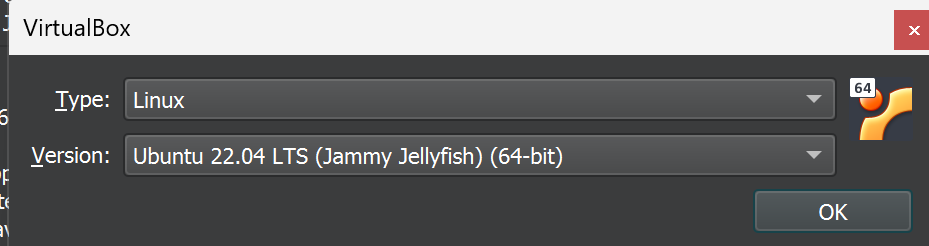 VirtualBox
Type: Linux
64
Version: Ubuntu 22.04 LTS (Jammy Jellyfish) (64-bit)
OK